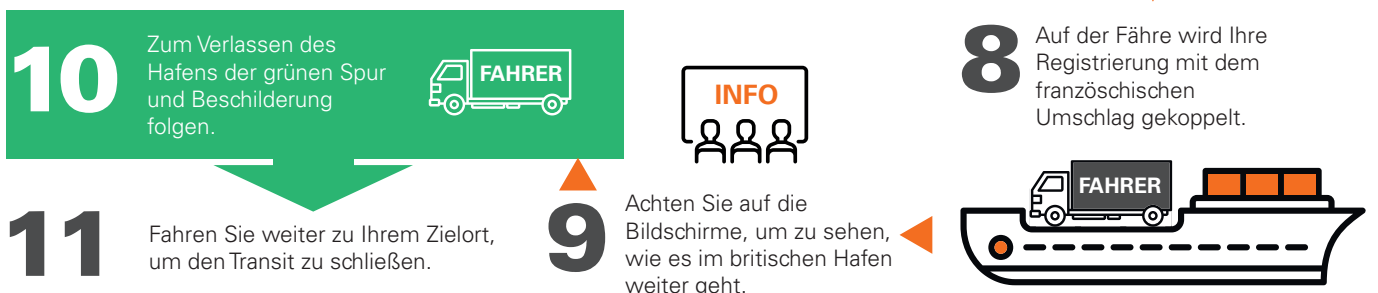 8
Auf der Fähre wird Ihre
Registrierung mit dem
französchischen
Umschlag gekoppelt.
FAHRER
INFO
9
Achten Sie auf die
Bildschirme, um zu sehen,
wie es im britischen Hafen
weiter geht.
10
Zum Verlassen des
Hafens der grünen Spur
und Beschilderung
folgen.
FAHRER
11
Fahren Sie weiter zu Ihrem Zielort,
um den Transit zu schließen.